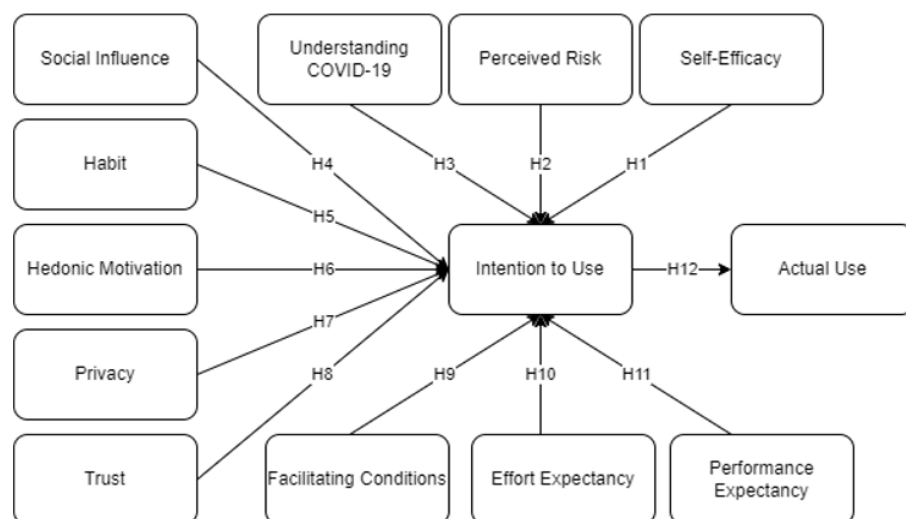 Social Influence
Understanding
COVID-19
Perceived Risk
Self-Efficacy
Habit
H4
H3
H2
H1
H5
Hedonic Motivation
H6
Intention to Use
H12
Actual Use
H7
Privacy
H8
H9
H10
H11
Trust
Facilitating Conditions
Effort Expectancy
Performance
Expectancy